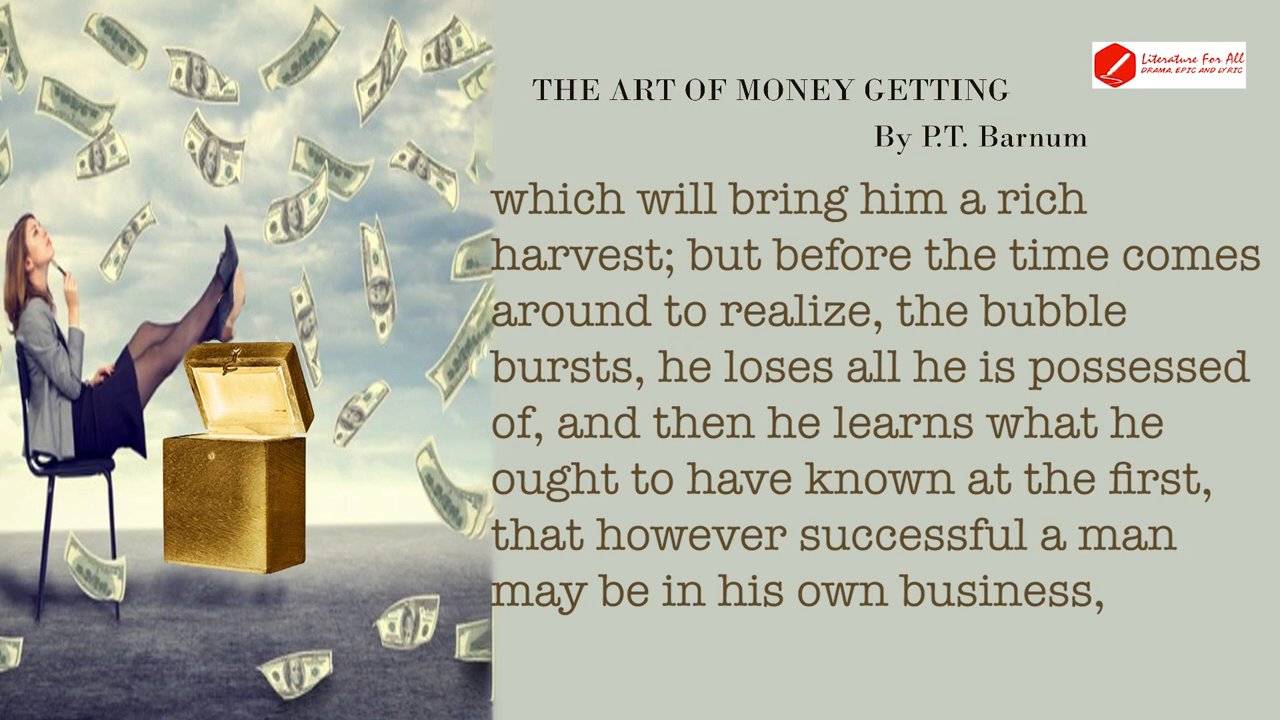 THE ART OF MONEY GETTING
By P.T. Barnum
Literature For All
DRAMA, EPIC AND LYRIC
which will bring him a rich
harvest; but before the time comes
around to realize, the bubble
bursts, he loses all he is possessed
of, and then he learns what he
ought to have known at the first,
that however successful a man
may be in his own business,